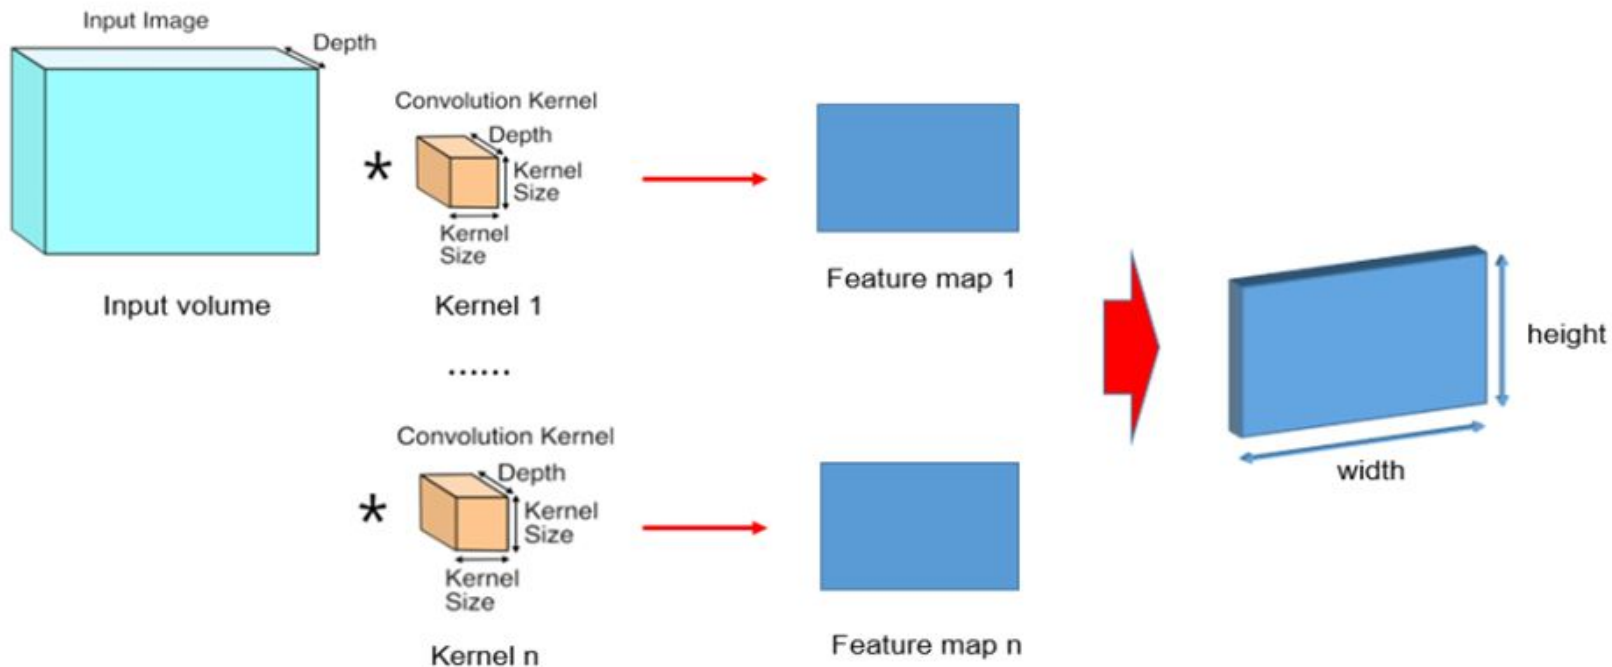 Input Image
Depth
Convolution Kernel
Depth
*
Kernel
Size
Kernel
Size
Input volume
Kernel 1
Feature map 1
......
Convolution Kernel
Depth
*
Kernel
Size
Kernel
Size
Kernel n
Feature map n
height
width